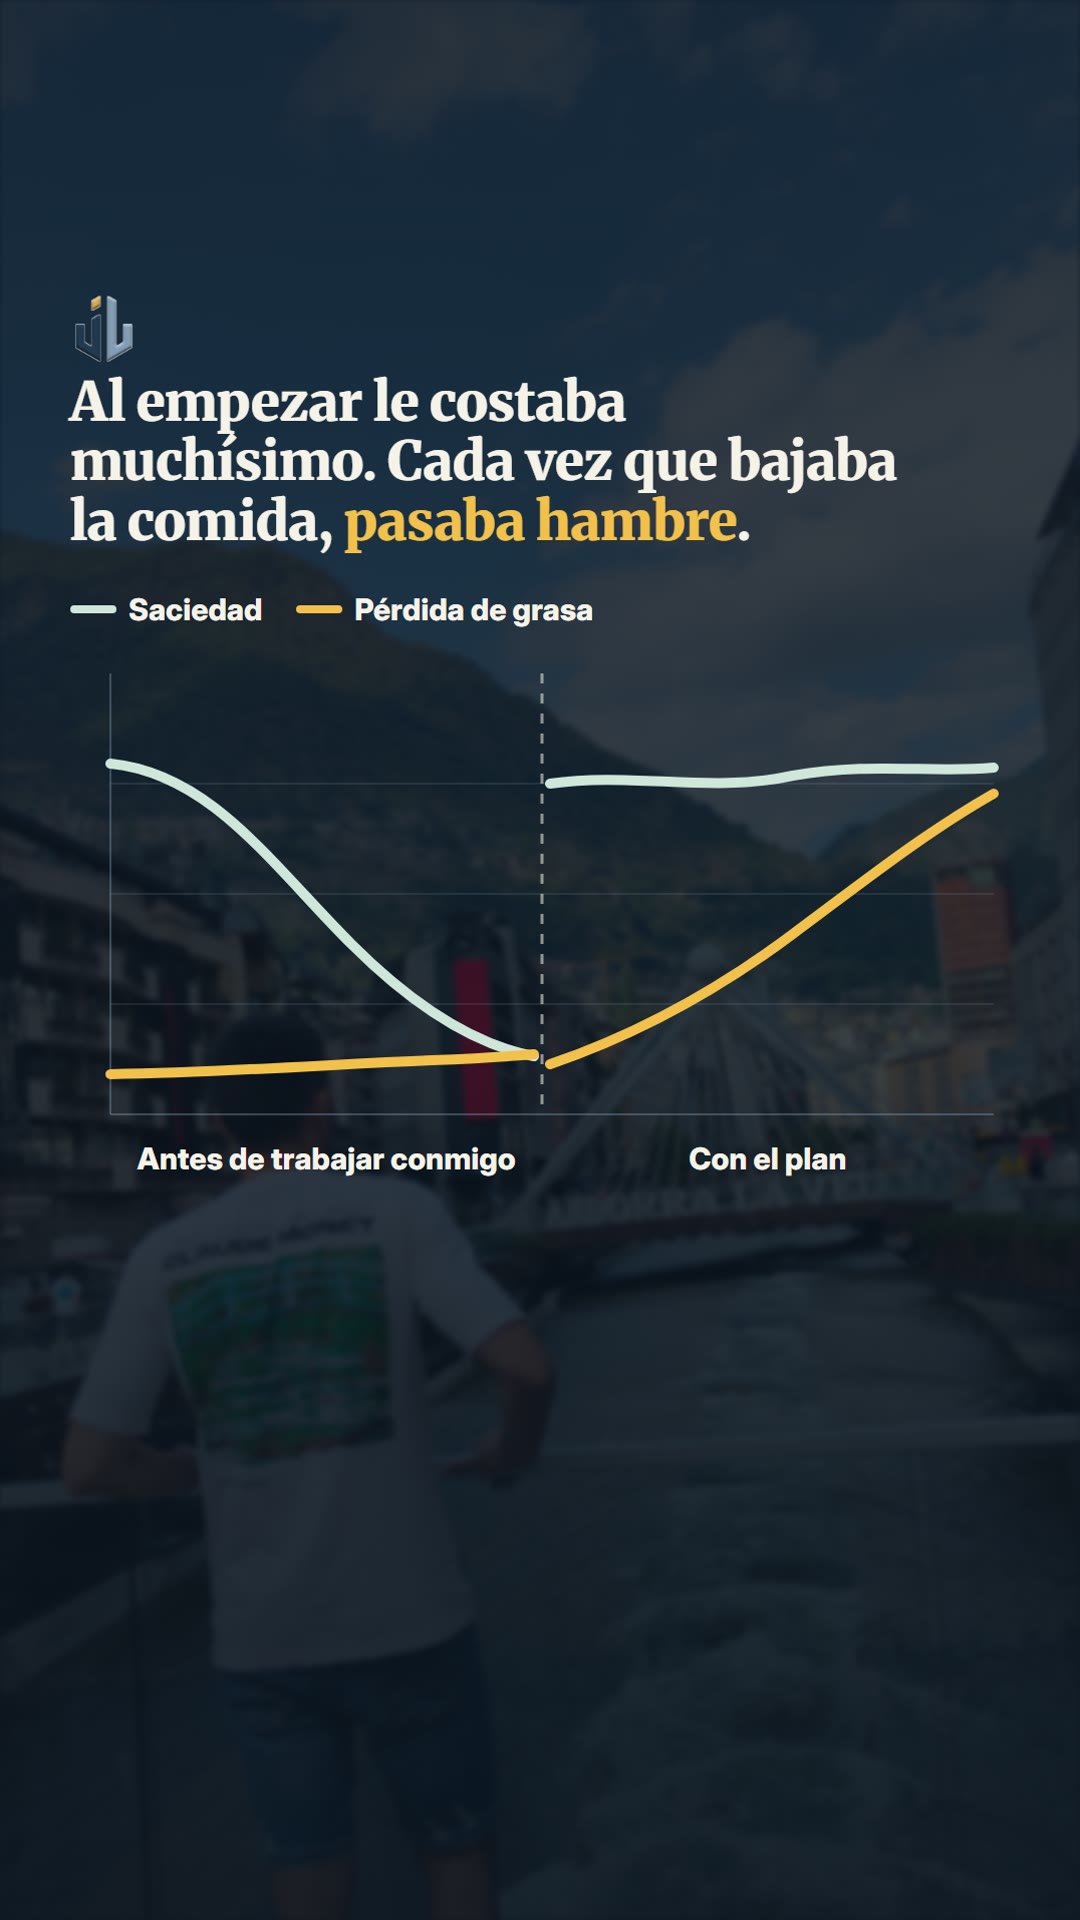 Al empezar le costaba
muchísimo. Cada vez que bajaba
la comida, pasaba hambre.
Saciedad
Pérdida de grasa
Antes de trabajar conmigo
Con el plan